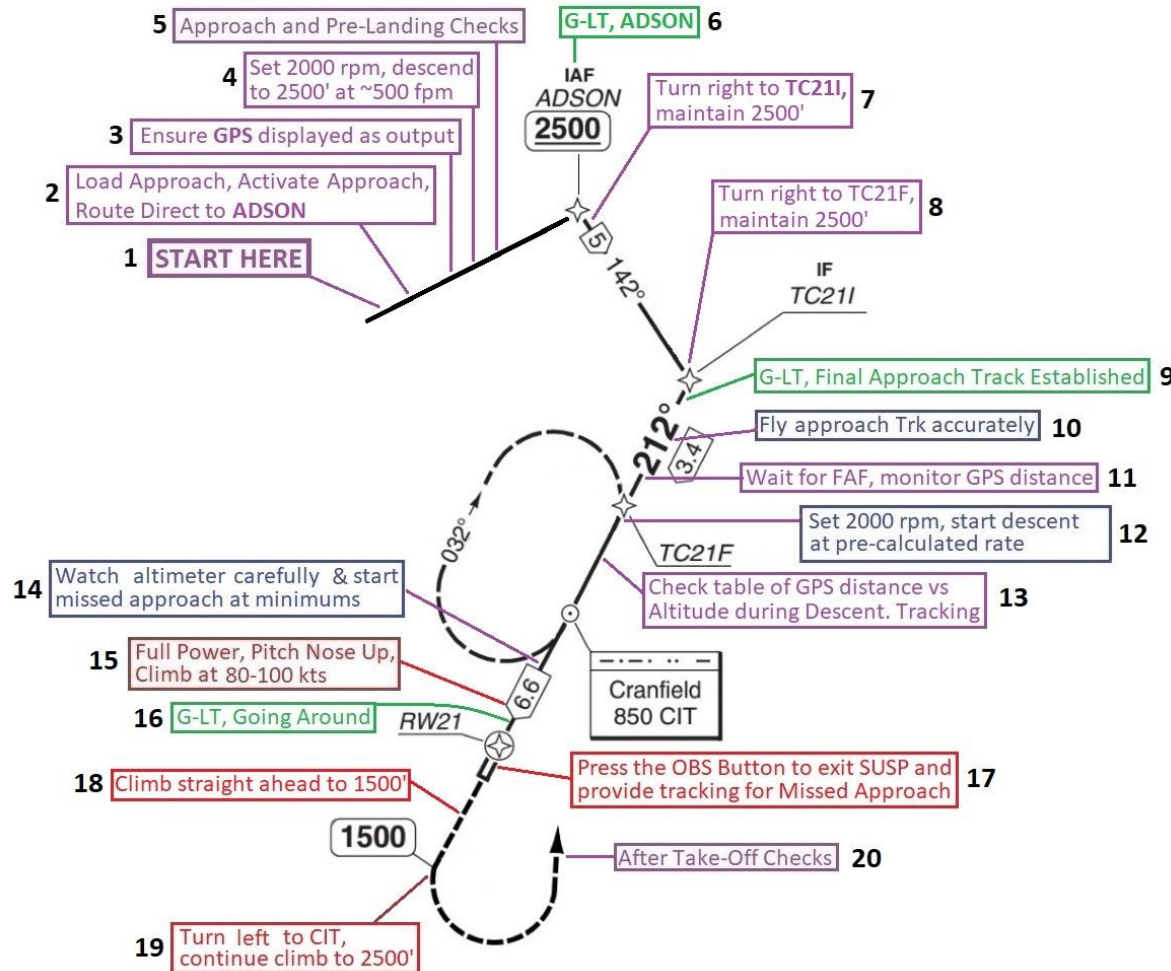 5 Approach and Pre-Landing Checks
G-LT, ADSON 6
4 Set 2000 rpm, descend
to 2500' at ~500 fpm
IAF
ADSON
2500
Turn right to TC21I,
maintain 2500'
7
3 Ensure GPS displayed as output
2 Load Approach, Activate Approach,
Route Direct to ADSON
Turn right to TC21F,
maintain 2500'
8
1 START HERE
5
142°
IF
TC21I
G-LT, Final Approach Track Established 9
212°
3.4
Fly approach Trk accurately 10
Wait for FAF, monitor GPS distance 11
032°
TC21F
Set 2000 rpm, start descent
at pre-calculated rate
12
14 Watch altimeter carefully & start
missed approach at minimums
Check table of GPS distance vs
Altitude during Descent. Tracking
13
15 Full Power, Pitch Nose Up,
Climb at 80-100 kts
6.6
Cranfield
850 CIT
16 G-LT, Going Around
RW21
18 Climb straight ahead to 1500'
Press the OBS Button to exit SUSP and
provide tracking for Missed Approach
17
1500
After Take-Off Checks 20
19 Turn left to CIT,
continue climb to 2500'